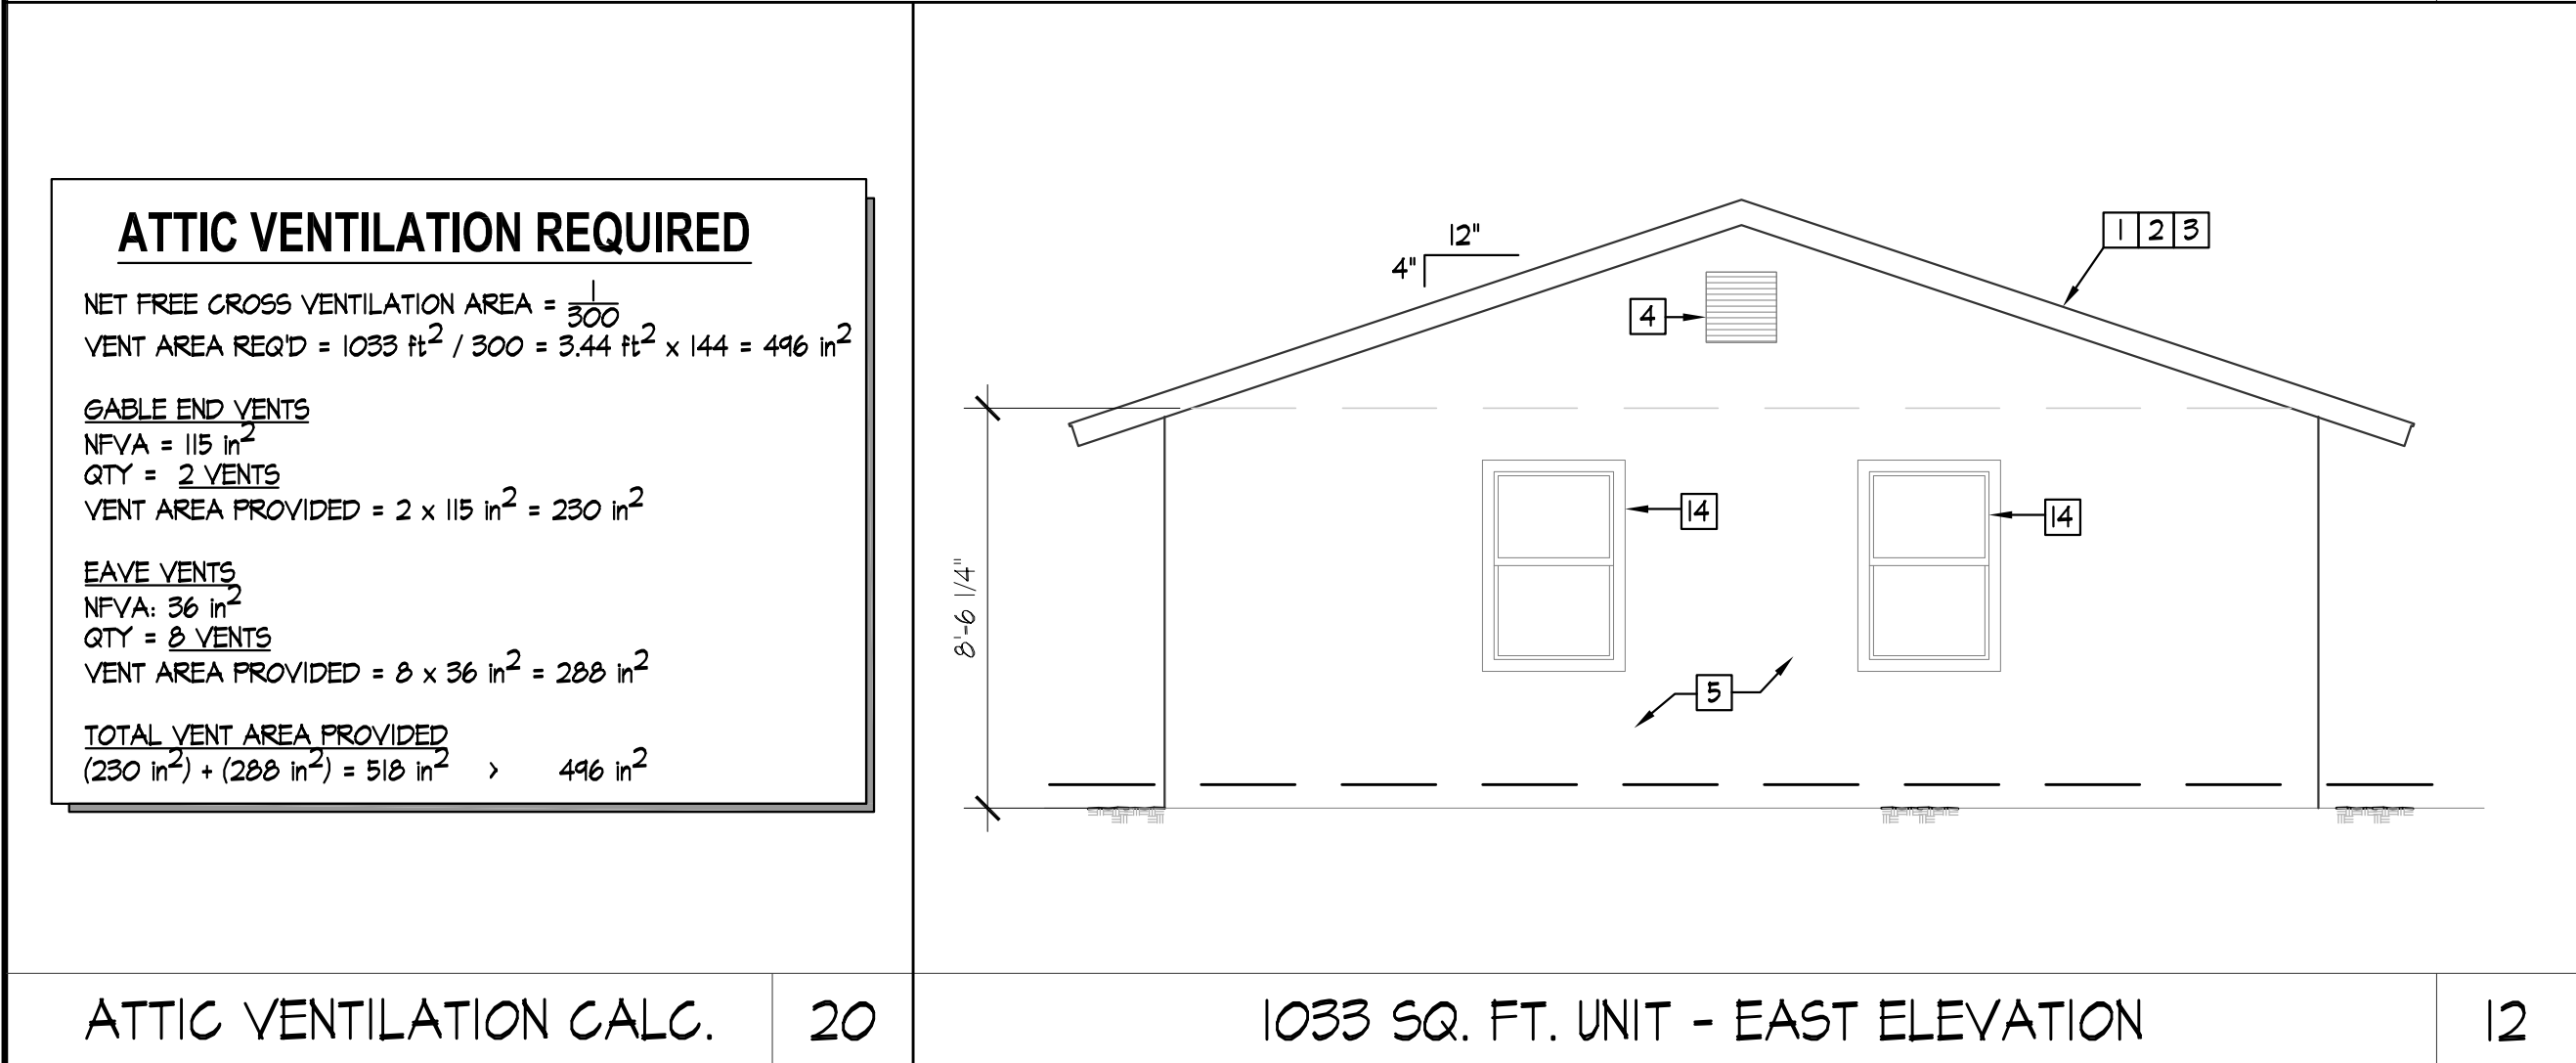 ATTIC VENTILATION REQUIRED
NET FREE CROSS VENTILATION AREA = 1/300
VENT AREA REQ'D = 1033 ft² / 300 = 3.44 ft² x 144 = 496 in²
GABLE END VENTS
NFVA = 115 in²
QTY = 2 VENTS
VENT AREA PROVIDED = 2 x 115 in² = 230 in²
EAVE VENTS
NFVA: 36 in²
QTY = 8 VENTS
VENT AREA PROVIDED = 8 x 36 in² = 288 in²
TOTAL VENT AREA PROVIDED
(230 in²) + (288 in²) = 518 in² > 496 in²
ATTIC VENTILATION CALC.
20
12"
4"
1 2 3
4
8'-6 1/4"
14
14
5
1033 SQ. FT. UNIT - EAST ELEVATION
12